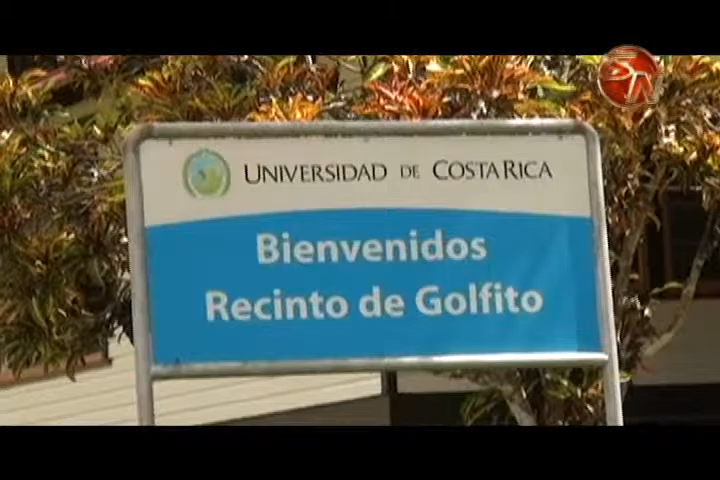 UNIVERSIDAD DE COSTA RICA
Bienvenidos
Recinto de Golfito